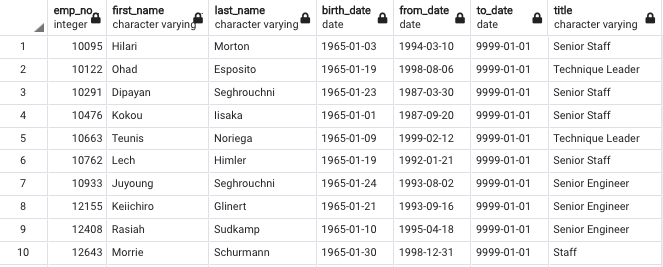 emp_no first_name last_name birth_date from_date to_date title
integer character varying character varying date date date character varying
1 10095 Hilari Morton 1965-01-03 1994-03-10 9999-01-01 Senior Staff
2 10122 Ohad Esposito 1965-01-19 1998-08-06 9999-01-01 Technique Leader
3 10291 Dipayan Seghrouchni 1965-01-23 1987-03-30 9999-01-01 Senior Staff
4 10476 Kokou Iisaka 1965-01-01 1987-09-20 9999-01-01 Senior Staff
5 10663 Teunis Noriega 1965-01-09 1999-02-12 9999-01-01 Technique Leader
6 10762 Lech Himler 1965-01-19 1992-01-21 9999-01-01 Senior Staff
7 10933 Juyoung Seghrouchni 1965-01-24 1993-08-02 9999-01-01 Senior Engineer
8 12155 Keiichiro Glinert 1965-01-21 1993-09-16 9999-01-01 Senior Engineer
9 12408 Rasiah Sudkamp 1965-01-10 1995-04-18 9999-01-01 Senior Engineer
10 12643 Morrie Schurmann 1965-01-30 1998-12-31 9999-01-01 Staff